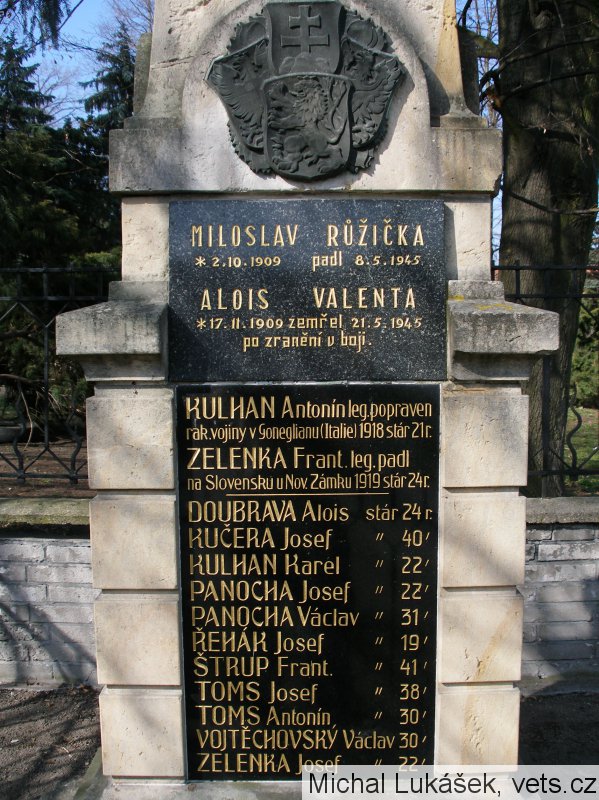 MILOSLAV RŮŽIČKA
* 2.10.1909 padl 8.5.1945
ALOIS VALENTA
* 17.11.1909 zemřel 21.5.1945
po zranění v boji.
KULHAN Antonín leg. popraven
rak. vojíny v Goneglianu (Italie) 1918 stár 21 r.
ZELENKA Frant. leg. padl
na Slovensku u Nov. Zámku 1919 stár 24 r.
DOUBRAVA Alois stár 24 r.
KUČERA Josef " 40 '
KULHAN Karel " 22 '
PANOCHA Josef " 22 '
PANOCHA Václav " 31 '
ŘEHÁK Josef " 19 '
ŠTRUP Frant. " 41 '
TOMS Josef " 38 '
TOMS Antonín " 30 '
VOJTĚCHOVSKÝ Václav 30 '
ZELENKA Josef " 22 '
Michal Lukášek, vets.cz